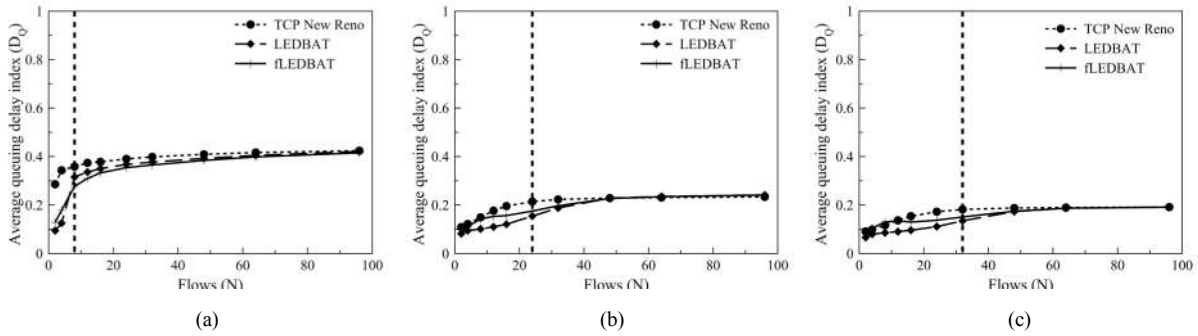 Average queuing delay index (D_Q)
1
0.8
0.6
0.4
0.2
0
TCP New Reno
LEDBAT
fLEDBAT
0 20 40 60 80 100
Flows (N)
(a)
Average queuing delay index (D_Q)
1
0.8
0.6
0.4
0.2
0
TCP New Reno
LEDBAT
fLEDBAT
0 20 40 60 80 100
Flows (N)
(b)
Average queuing delay index (D_Q)
1
0.8
0.6
0.4
0.2
0
TCP New Reno
LEDBAT
fLEDBAT
0 20 40 60 80 100
Flows (N)
(c)